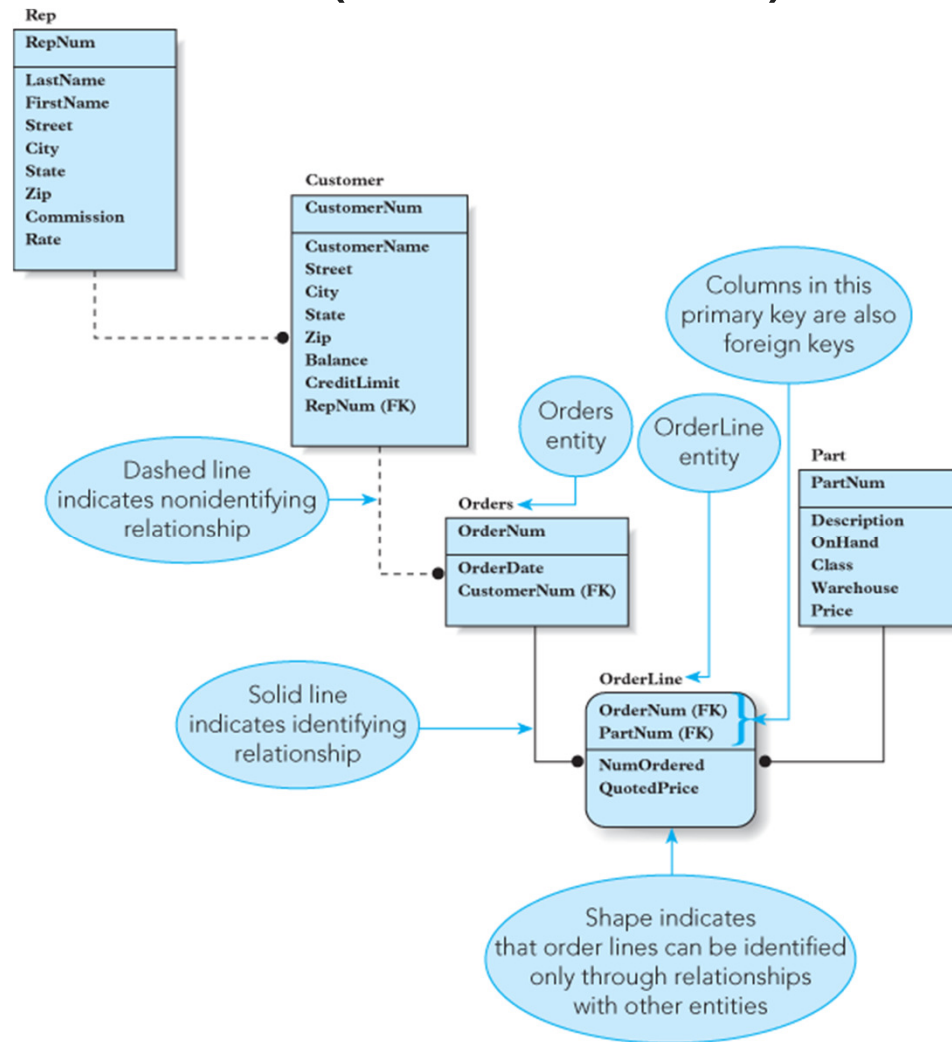 Rep
RepNum
LastName
FirstName
Street
City
State
Zip
Commission
Rate
Customer
CustomerNum
CustomerName
Street
City
State
Zip
Balance
CreditLimit
RepNum (FK)
Columns in this
primary key are also
foreign keys
Orders
entity
OrderLine
entity
Dashed line
indicates nonidentifying
relationship
Orders
OrderNum
OrderDate
CustomerNum (FK)
Part
PartNum
Description
OnHand
Class
Warehouse
Price
Solid line
indicates identifying
relationship
OrderLine
OrderNum (FK)
PartNum (FK)
NumOrdered
QuotedPrice
Shape indicates
that order lines can be identified
only through relationships
with other entities